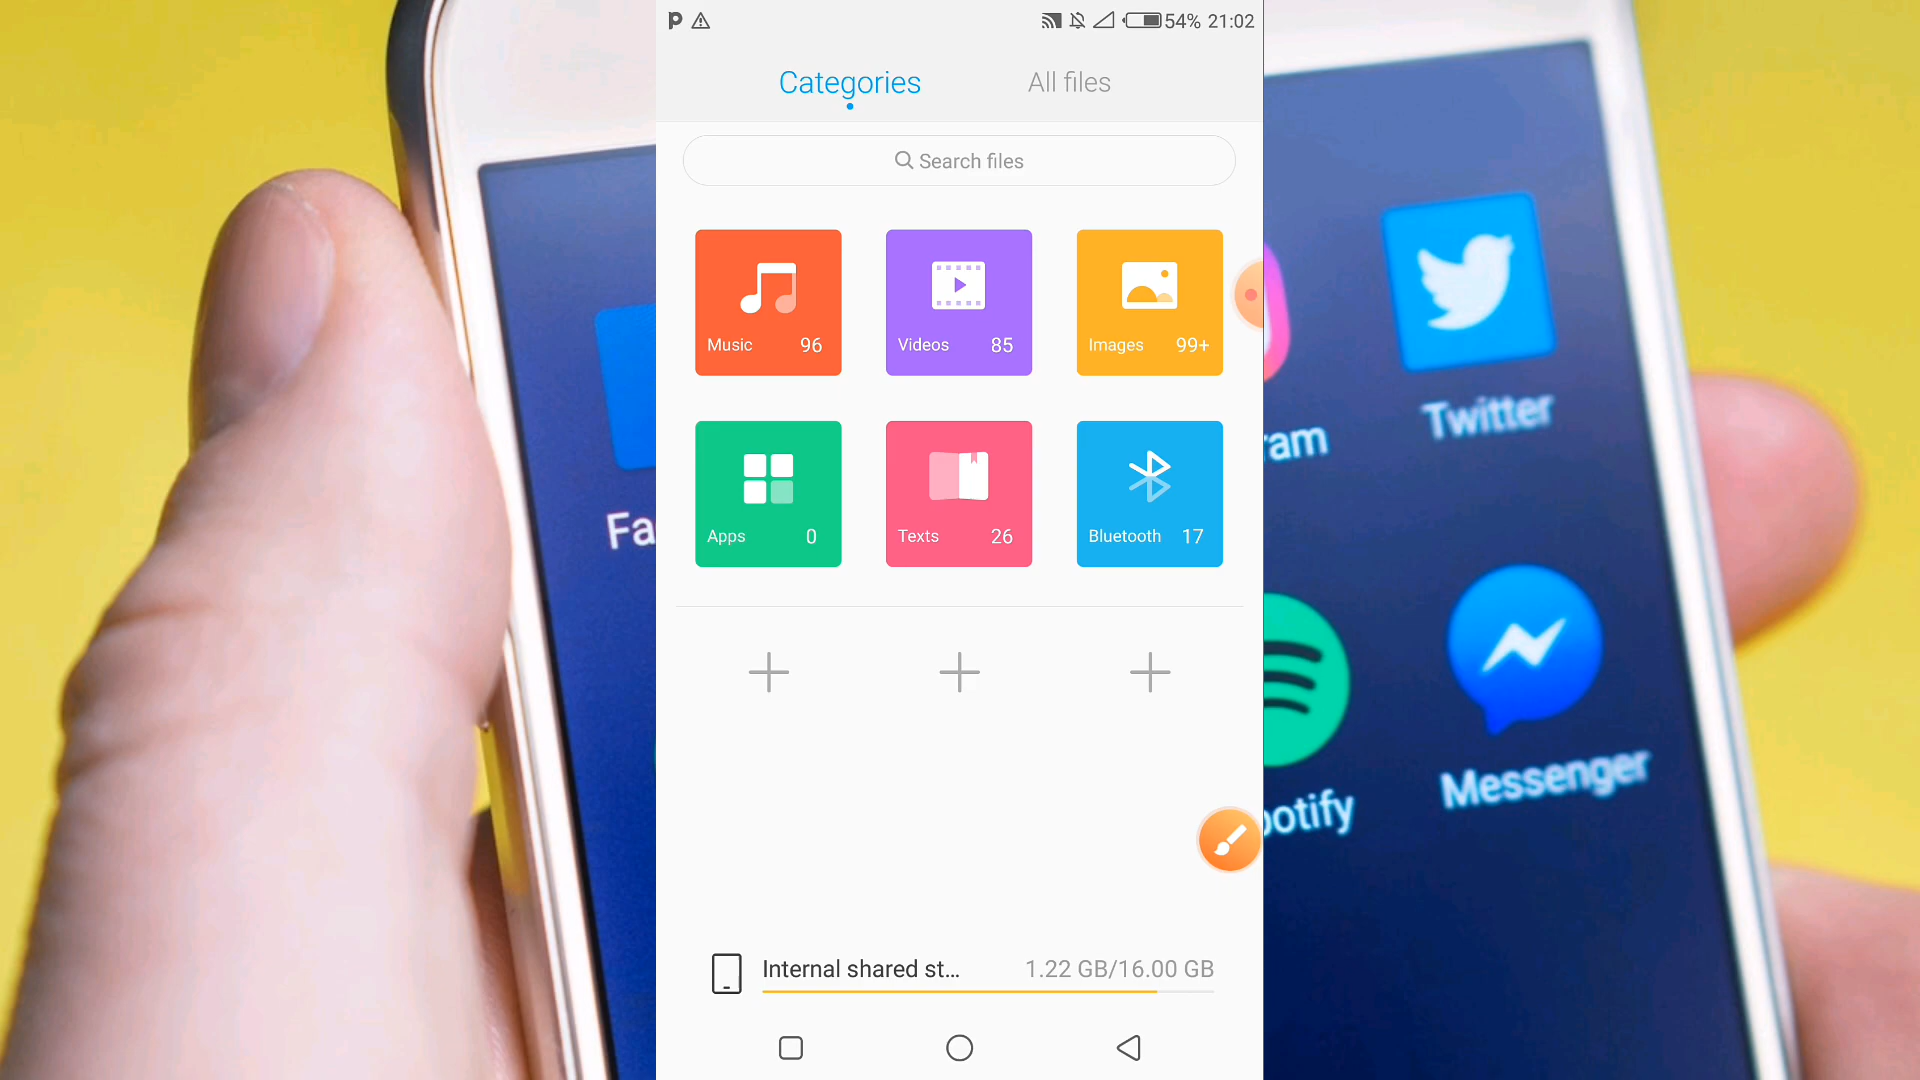 54% 21:02
Categories All files
Search files
Music 96 Videos 85 Images 99+
Apps 0 Texts 26 Bluetooth 17
Internal shared st... 1.22 GB/16.00 GB
Fa
ram
Twitter
potify
Messenger